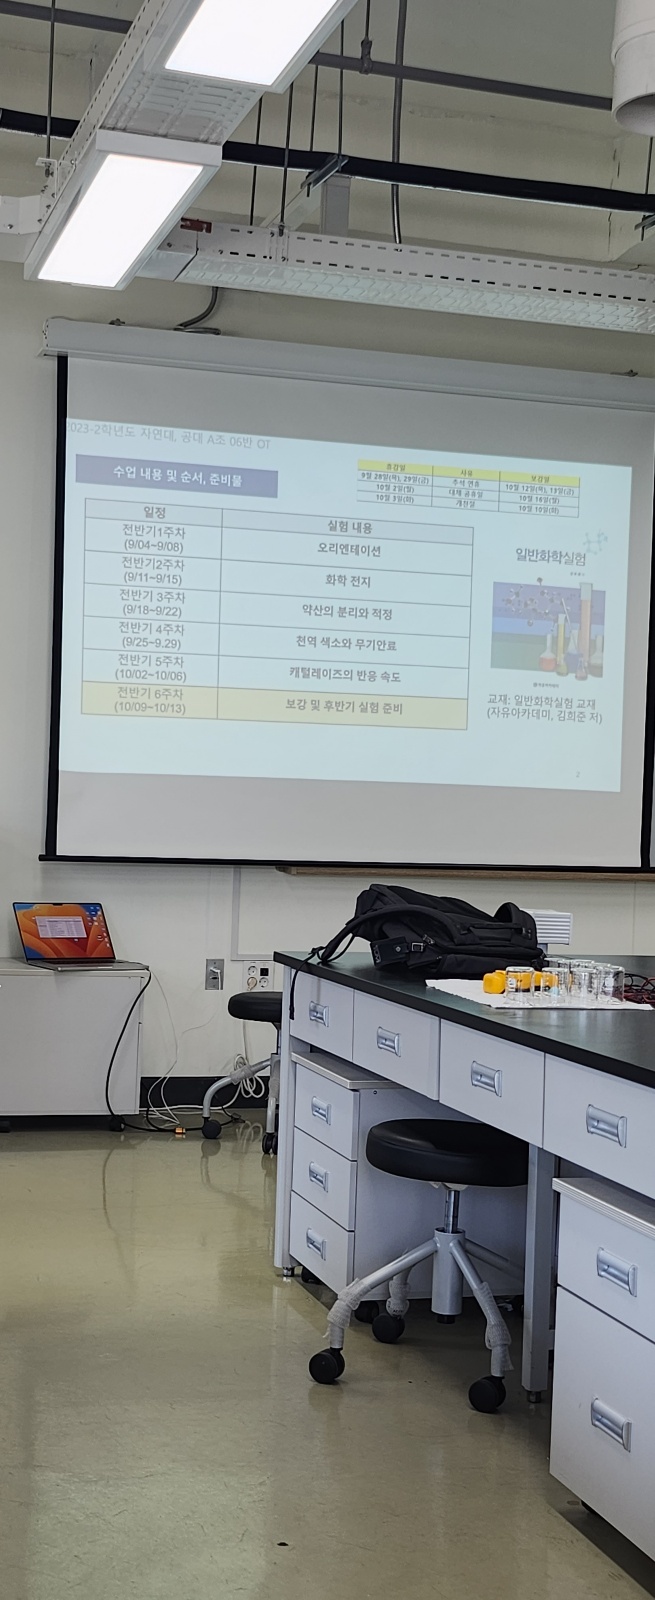 2023-2학년도 자연대, 공대 A조 06반 OT
수업 내용 및 순서, 준비물
휴강일 사유 보강일
9월 28일(목), 29일(금) 추석 연휴 10월 12일(목), 13일(금)
10월 2일(월) 대체 공휴일 10월 16일(월)
10월 3일(화) 개천절 10월 10일(화)
일정 실험 내용
전반기1주차
(9/04~9/08) 오리엔테이션
전반기2주차
(9/11~9/15) 화학 전지
전반기 3주차
(9/18~9/22) 약산의 분리와 적정
전반기 4주차
(9/25~9.29) 천연 색소와 무기안료
전반기 5주차
(10/02~10/06) 캐털레이즈의 반응 속도
전반기 6주차
(10/09~10/13) 보강 및 후반기 실험 준비
일반화학실험
교재: 일반화학실험 교재
(자유아카데미, 김희준 저)
2